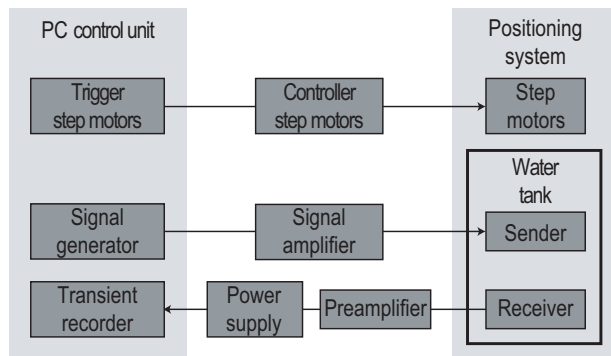 PC control unit
Positioning
system
Trigger
step motors
Controller
step motors
Step
motors
Water
tank
Signal
generator
Signal
amplifier
Sender
Transient
recorder
Power
supply
Preamplifier
Receiver